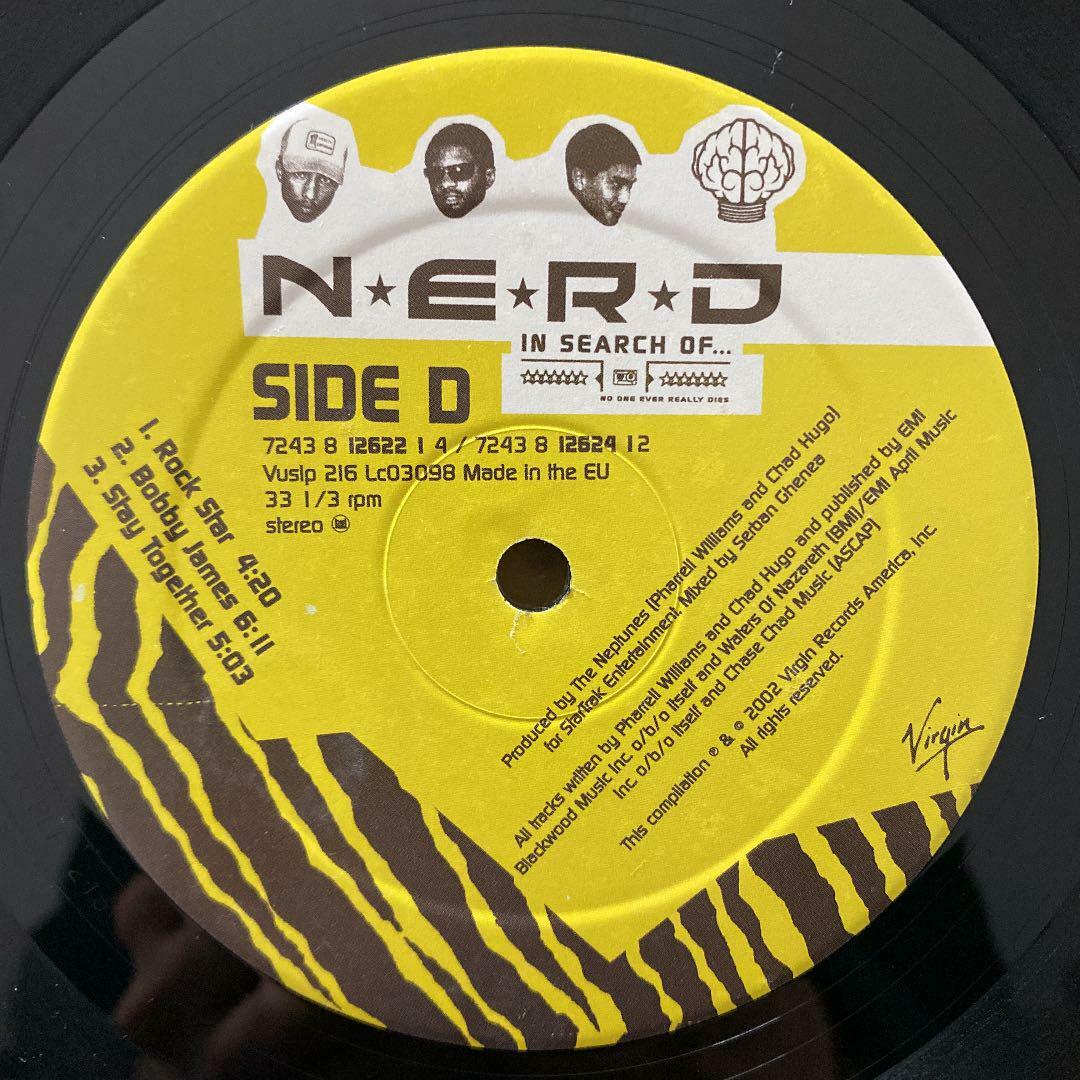 N★E★R★D
IN SEARCH OF...
NO ONE EVER REALLY DIES
SIDE D
7243 8 12622 1 4 / 7243 8 12624 1 2
Vuslp 216 Lc03098 Made in the EU
33 1/3 rpm
stereo
1. Rock Star 4:20
2. Bobby James 6:11
3. Stay Together 5:03
Produced by The Neptunes (Pharrell Williams and Chad Hugo)
for StarTrak Entertainment. Mixed by Serban Ghenea
All tracks written by Pharrell Williams and Chad Hugo and published by EMI
Blackwood Music Inc. o/b/o Itself and Waters Of Nazareth (BMI)/EMI April Music
Inc. o/b/o Itself and Chase Chad Music (ASCAP)
This compilation ℗ & © 2002 Virgin Records America, Inc.
All rights reserved.
Virgin